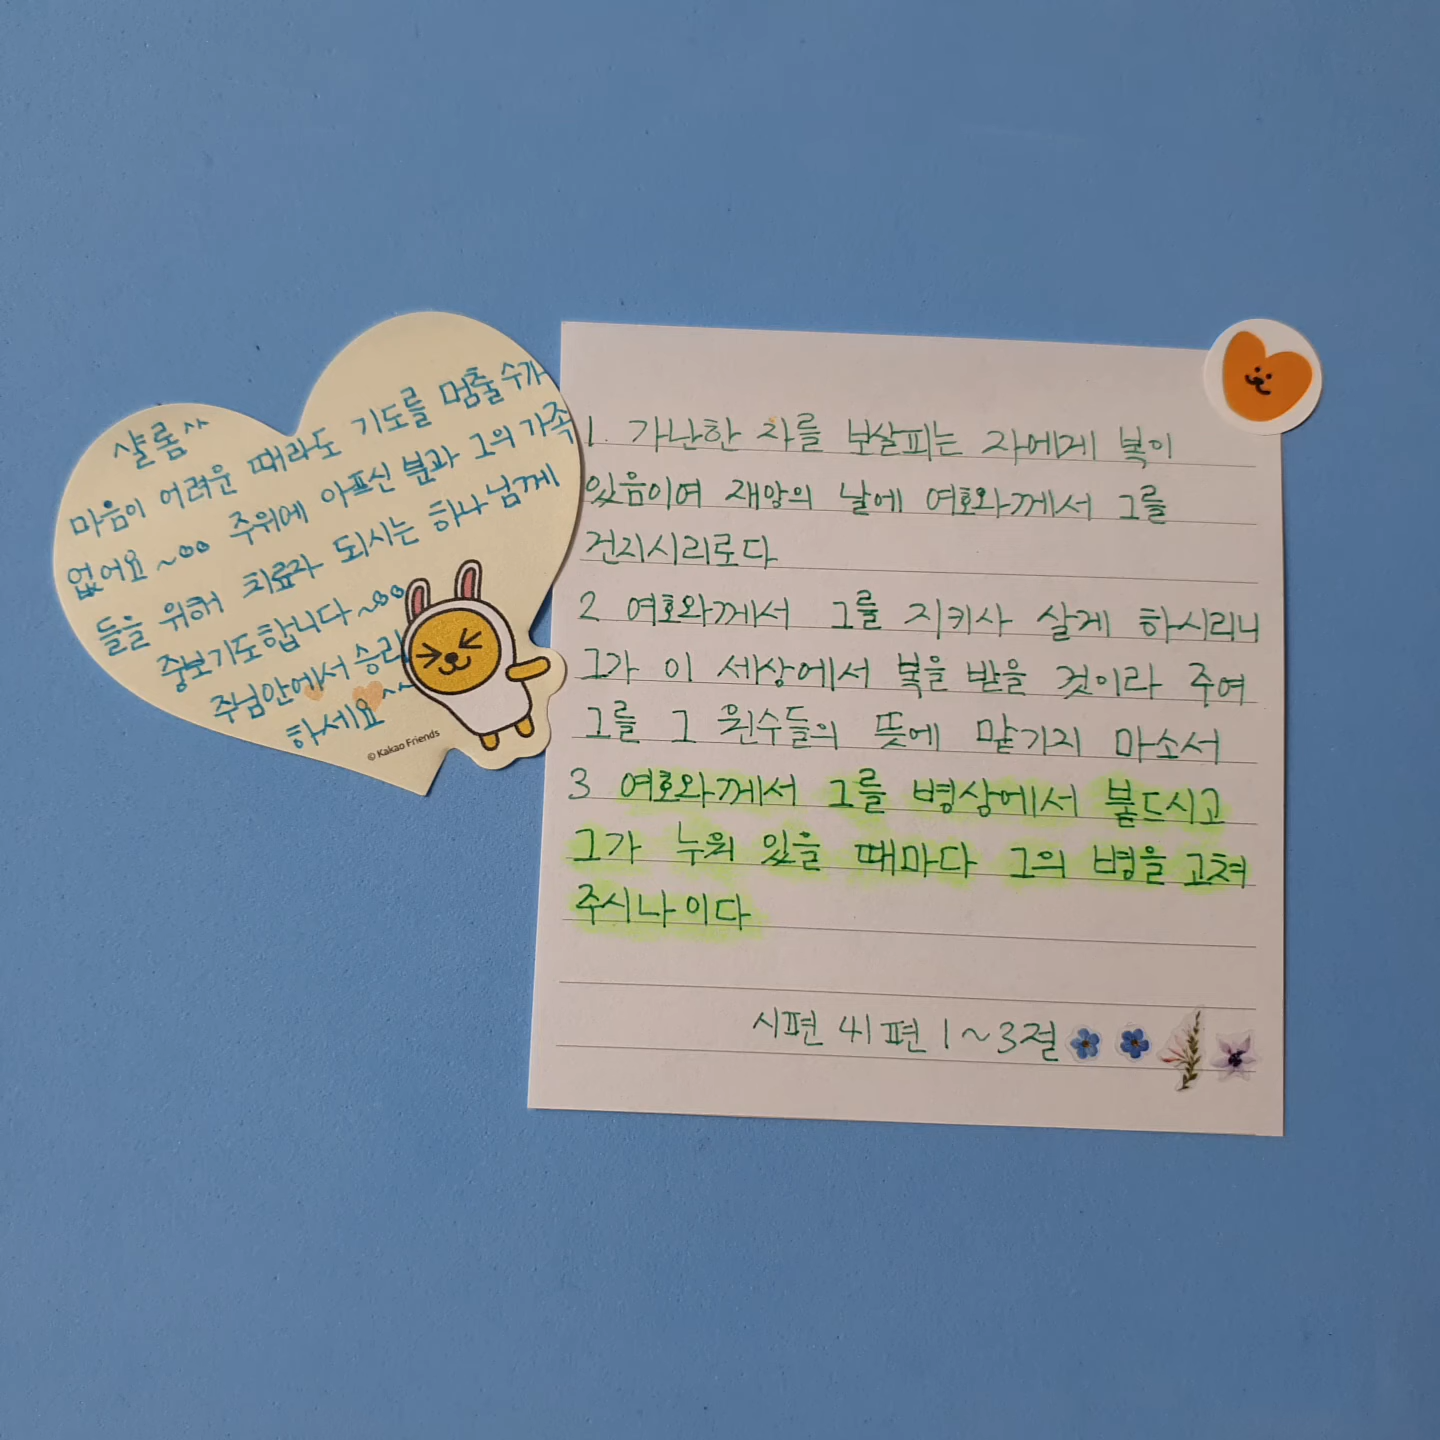 샬롬^^
마음이 어려운 때라도 기도를 멈출 수가
없어요~°° 주위에 아프신 분과 그의 가족
들을 위해 치료자 되시는 하나님께
중보기도합니다~°°
주님안에서 승리
하세요 ^^
© Kakao Friends
1. 가난한 자를 보살피는 자에게 복이
있음이여 재앙의 날에 여호와께서 그를
건지시리로다
2 여호와께서 그를 지키사 살게 하시리니
그가 이 세상에서 복을 받을 것이라 주여
그를 그 원수들의 뜻에 맡기지 마소서
3 여호와께서 그를 병상에서 붙드시고
그가 누워 있을 때마다 그의 병을 고쳐
주시나이다
시편 41편 1~3절